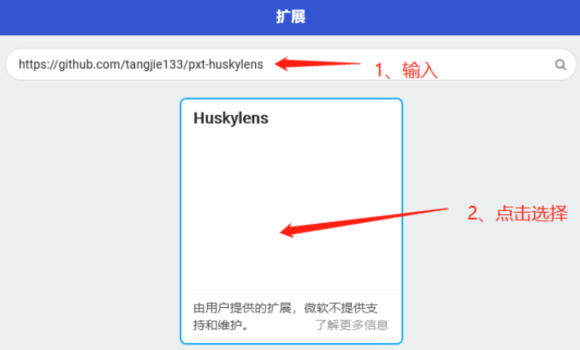 扩展
https://github.com/tangjie133/pxt-huskylens
1、输入
Huskylens
2、点击选择
由用户提供的扩展，微软不提供支
持和维护。 了解更多信息